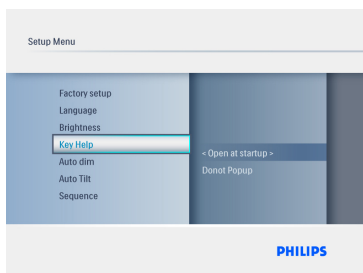 Setup Menu
Factory setup
Language
Brightness
Key Help
Auto dim
Auto Tilt
Sequence
< Open at startup >
Donot Popup
PHILIPS